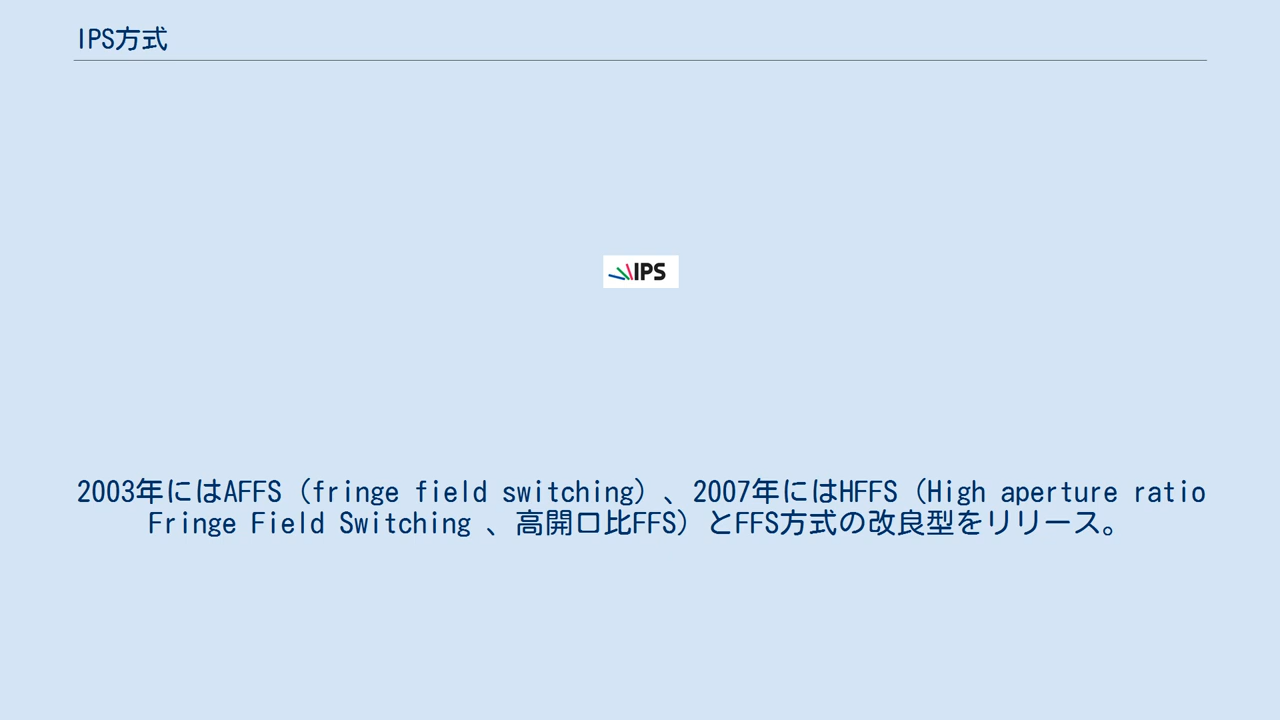 IPS方式
IPS
2003年にはAFFS（fringe field switching）、2007年にはHFFS（High aperture ratio
Fringe Field Switching 、高開口比FFS）とFFS方式の改良型をリリース。